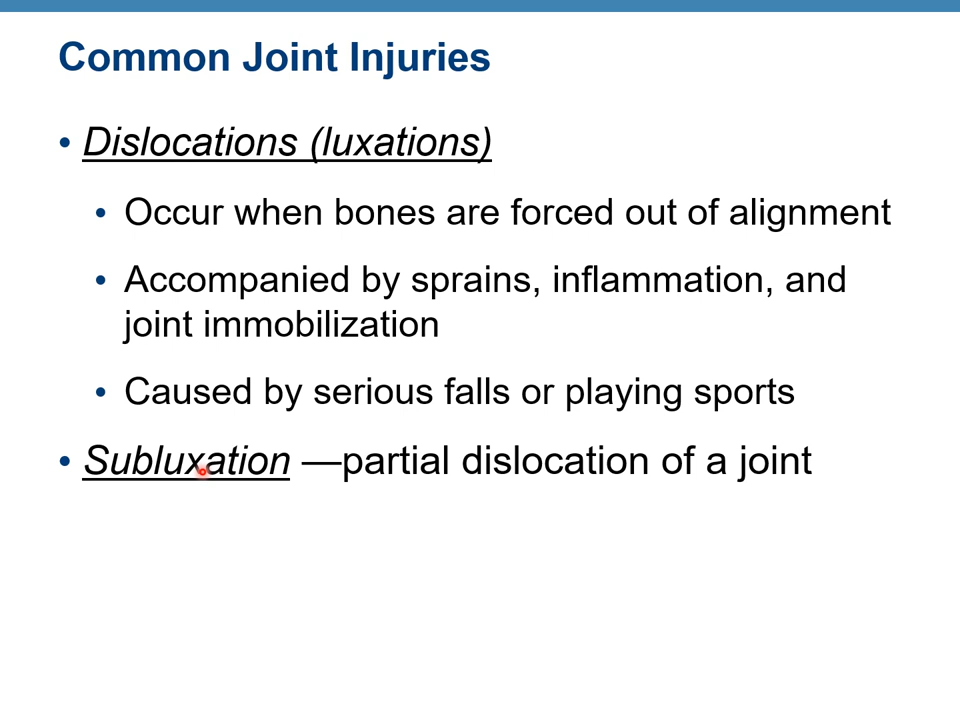 Common Joint Injuries
• Dislocations (luxations)
• Occur when bones are forced out of alignment
• Accompanied by sprains, inflammation, and
joint immobilization
• Caused by serious falls or playing sports
• Subluxation —partial dislocation of a joint